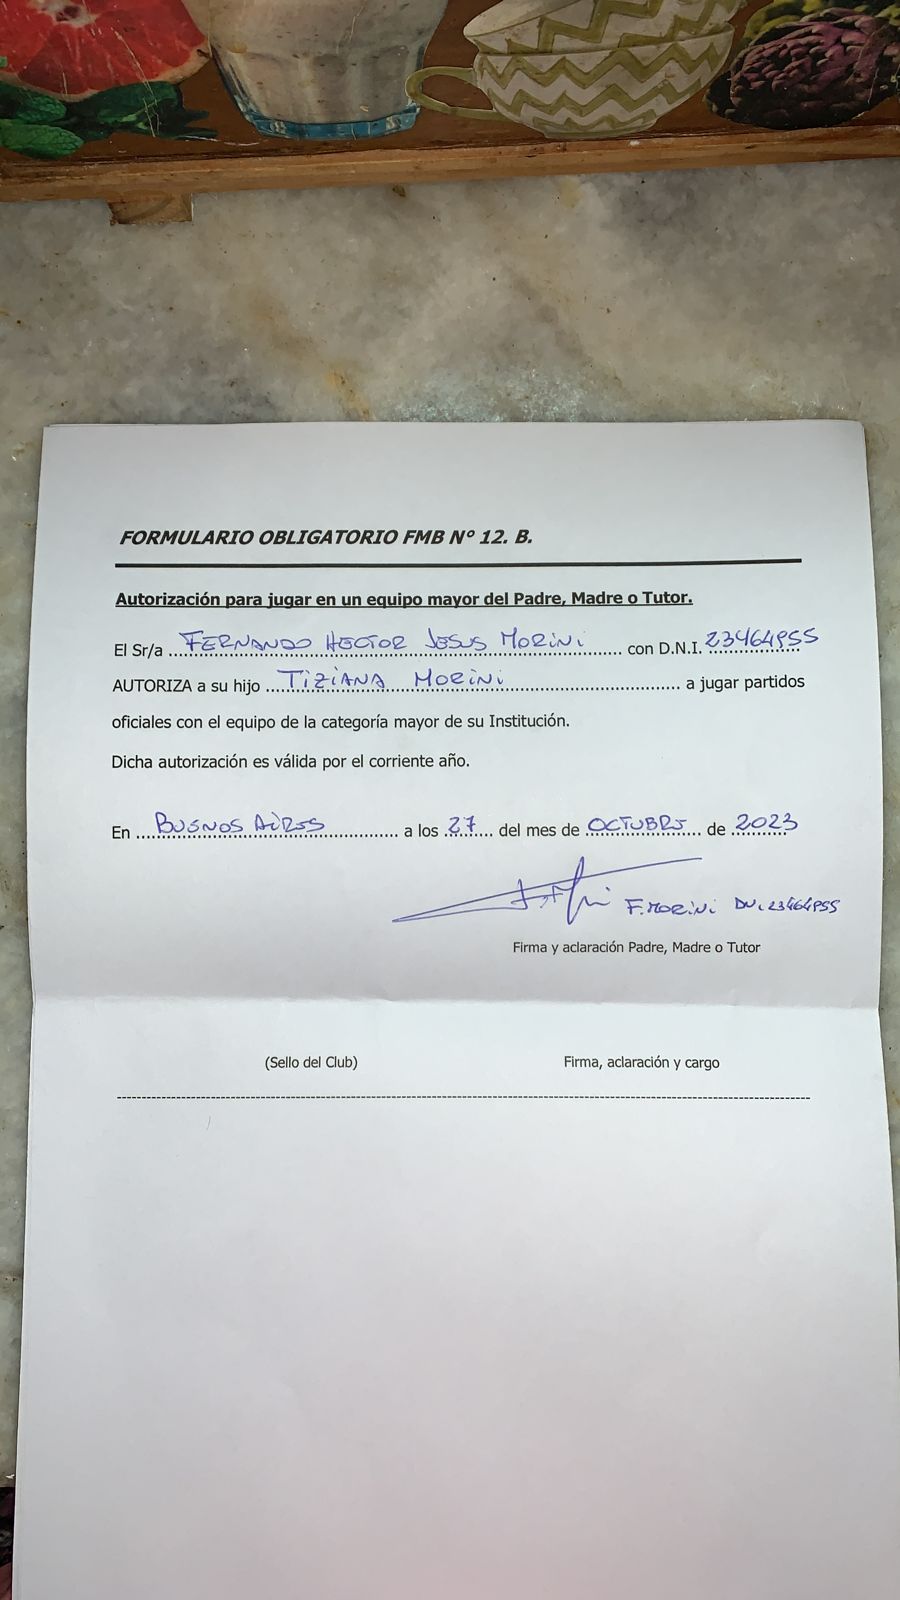 FORMULARIO OBLIGATORIO FMB Nº 12. B.
Autorización para jugar en un equipo mayor del Padre, Madre o Tutor.
El Sr/a ... FERNANDO HECTOR JESUS MORINI ... con D.N.I. 23464955
AUTORIZA a su hijo ... TIZIANA MORINI ... a jugar partidos
oficiales con el equipo de la categoría mayor de su Institución.
Dicha autorización es válida por el corriente año.
En ... BUENOS AIRES ... a los 27 ... del mes de OCTUBRE ... de 2023
F. MORINI DNI 23464955
Firma y aclaración Padre, Madre o Tutor
(Sello del Club) Firma, aclaración y cargo